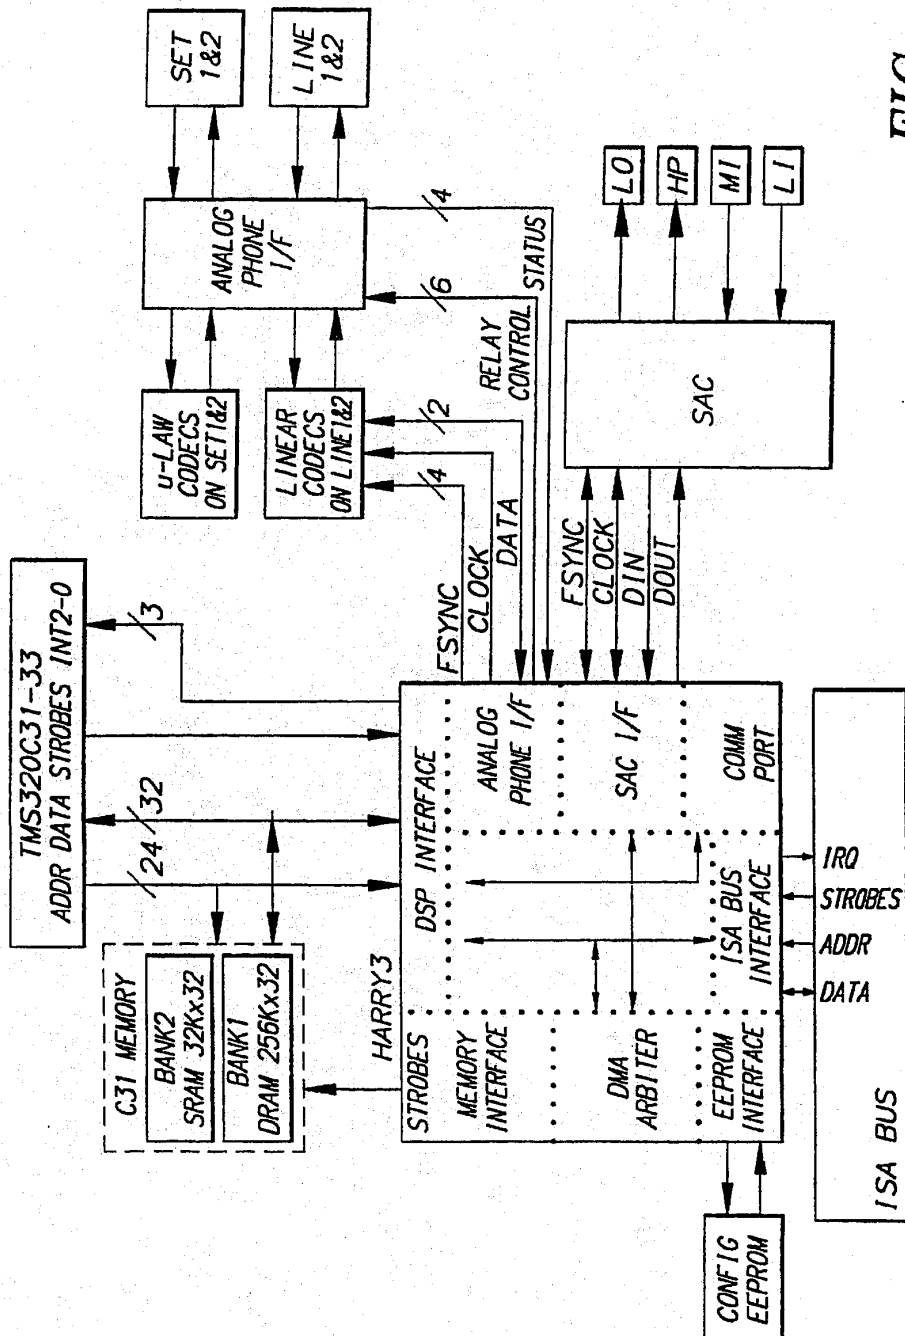 TMS320C31-33
ADDR DATA STROBES INT2-0
24
32
3
C31 MEMORY
BANK2
SRAM 32Kx32
BANK1
DRAM 256Kx32
HARRY3
STROBES
DSP INTERFACE
MEMORY
INTERFACE
DMA
ARBITER
EEPROM
INTERFACE
ANALOG
PHONE I/F
SAC I/F
COMM
PORT
ISA BUS
INTERFACE
CONFIG
EEPROM
DATA
ADDR
STROBES
IRQ
ISA BUS
u-LAW
CODECS
ON SET1&2
LINEAR
CODECS
ON LINE1&2
ANALOG
PHONE
I/F
SET
1&2
LINE
1&2
FSYNC
4
CLOCK
DATA
2
RELAY
CONTROL
6
STATUS
4
FSYNC
CLOCK
DIN
DOUT
SAC
LO
HP
MI
LI
FIG